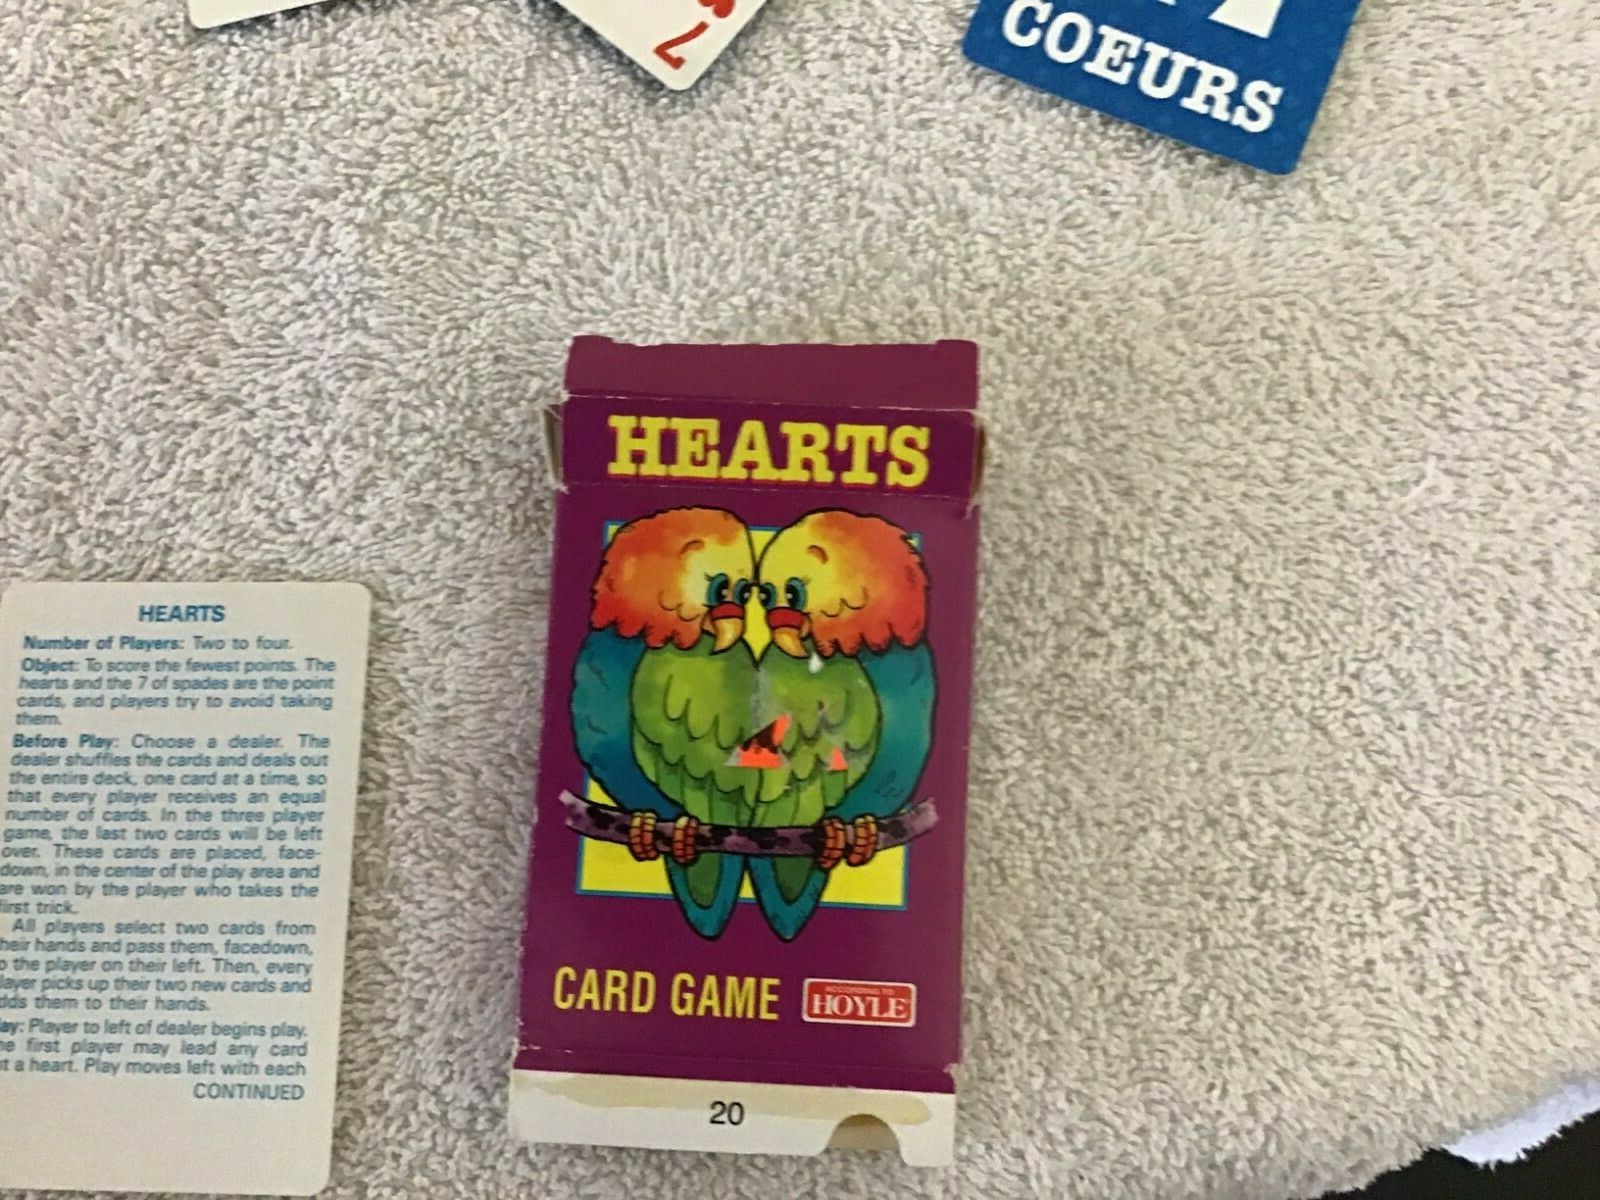 7
COEURS
HEARTS
CARD GAME
ACCORDING TO
HOYLE
20
HEARTS
Number of Players: Two to four.
Object: To score the fewest points. The
hearts and the 7 of spades are the point
cards, and players try to avoid taking
them.
Before Play: Choose a dealer. The
dealer shuffles the cards and deals out
the entire deck, one card at a time, so
that every player receives an equal
number of cards. In the three player
game, the last two cards will be left
over. These cards are placed, face-
down, in the center of the play area and
are won by the player who takes the
first trick.
All players select two cards from
heir hands and pass them, facedown,
o the player on their left. Then, every
layer picks up their two new cards and
dds them to their hands.
lay: Player to left of dealer begins play.
he first player may lead any card
t a heart. Play moves left with each
CONTINUED